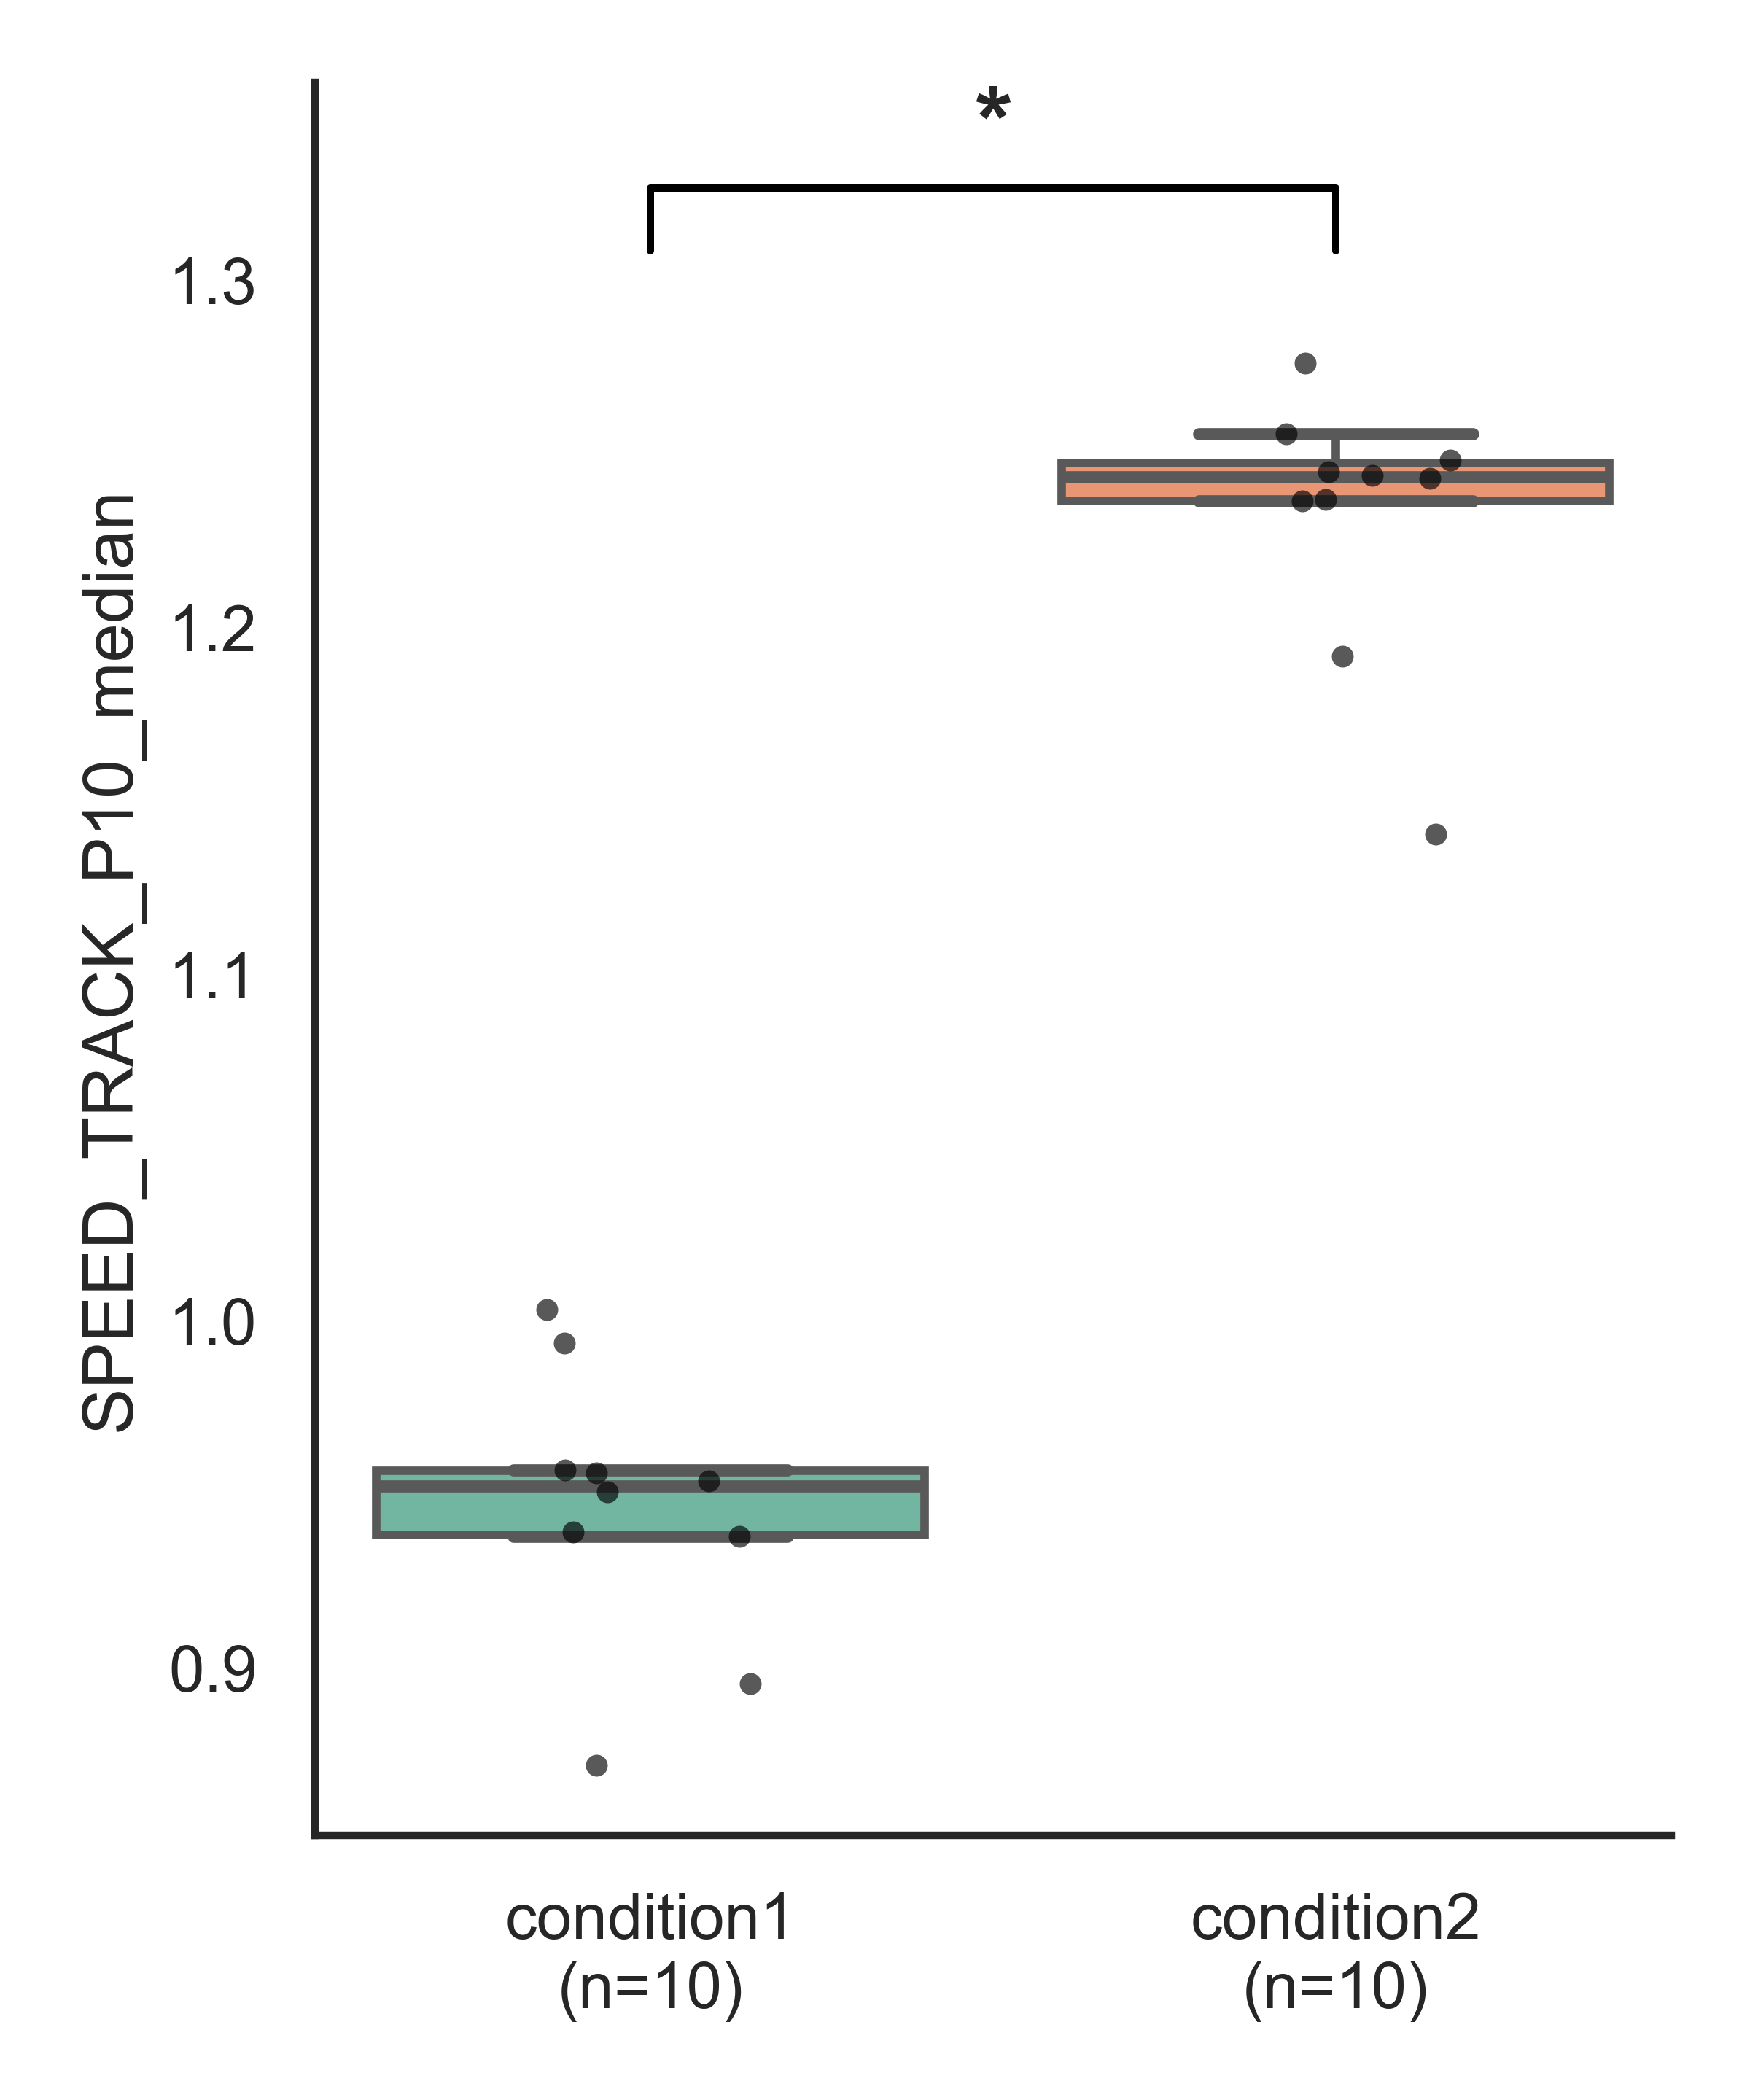 *
1.3
1.2
1.1
1.0
0.9
SPEED_TRACK_P10_median
condition1
(n=10)
condition2
(n=10)